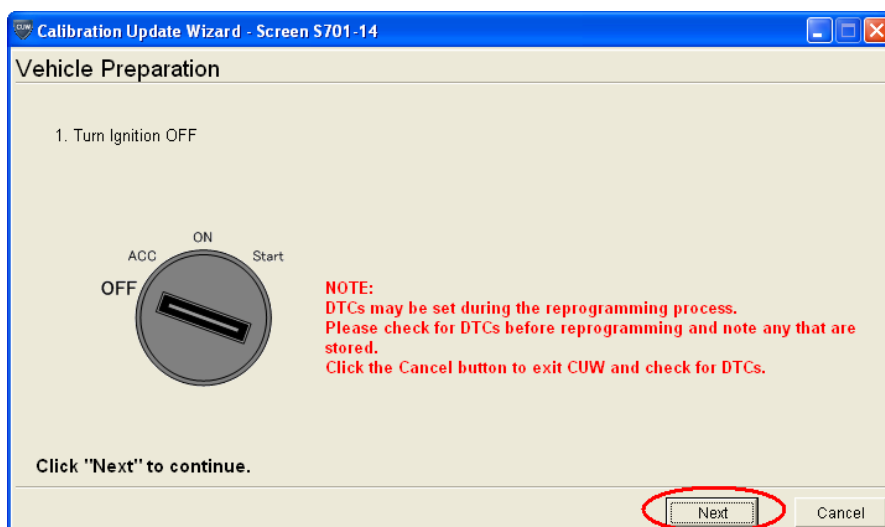 CUW
Calibration Update Wizard - Screen S701-14
Vehicle Preparation
1. Turn Ignition OFF
ON
ACC
Start
OFF
NOTE:
DTCs may be set during the reprogramming process.
Please check for DTCs before reprogramming and note any that are
stored.
Click the Cancel button to exit CUW and check for DTCs.
Click "Next" to continue.
Next
Cancel